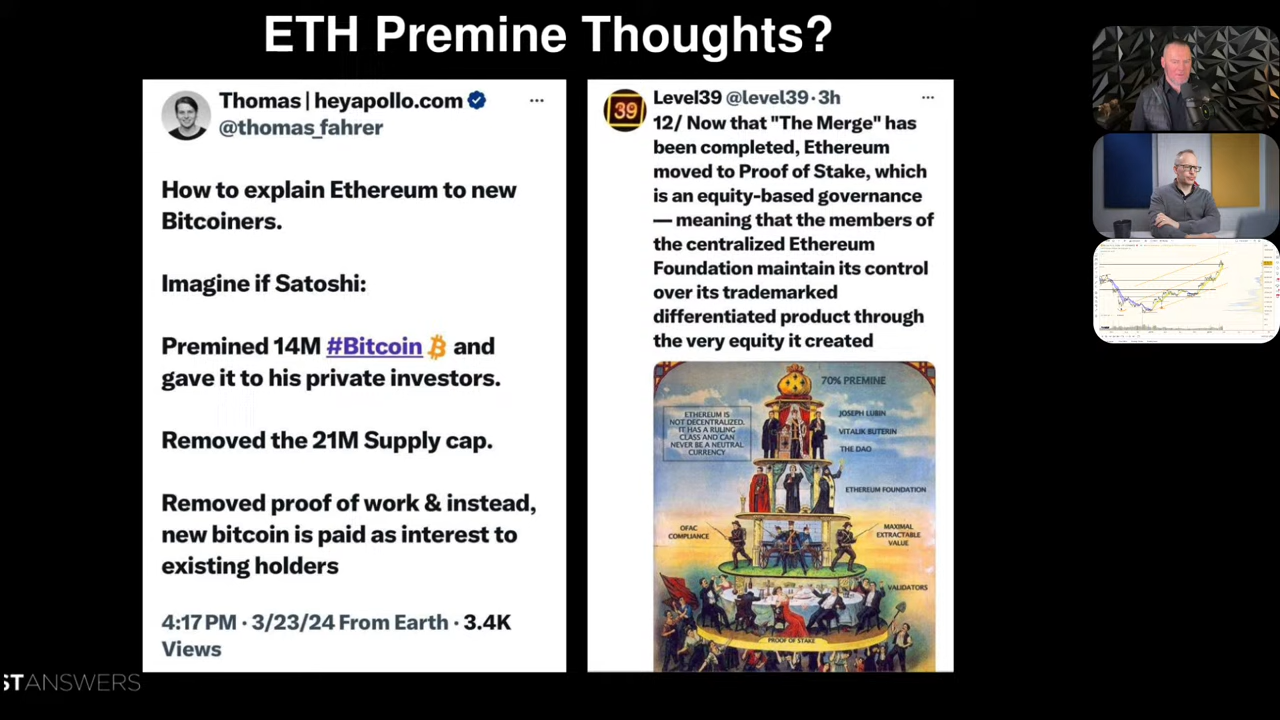 ETH Premine Thoughts?
Thomas | heyapollo.com
@thomas_fahrer
How to explain Ethereum to new
Bitcoiners.
Imagine if Satoshi:
Premined 14M #Bitcoin and
gave it to his private investors.
Removed the 21M Supply cap.
Removed proof of work & instead,
new bitcoin is paid as interest to
existing holders
4:17 PM · 3/23/24 From Earth · 3.4K
Views
39
Level39 @level39 · 3h
12/ Now that "The Merge" has
been completed, Ethereum
moved to Proof of Stake, which
is an equity-based governance
— meaning that the members of
the centralized Ethereum
Foundation maintain its control
over its trademarked
differentiated product through
the very equity it created
70% PREMINE
ETHEREUM IS
NOT DECENTRALIZED.
IT HAS A RULING
CLASS AND CAN
NEVER BE A NEUTRAL
CURRENCY
JOSEPH LUBIN
VITALIK BUTERIN
THE DAO
ETHEREUM FOUNDATION
OFAC
COMPLIANCE
MAXIMAL
EXTRACTABLE
VALUE
VALIDATORS
PROOF OF STAKE
STANSWERS